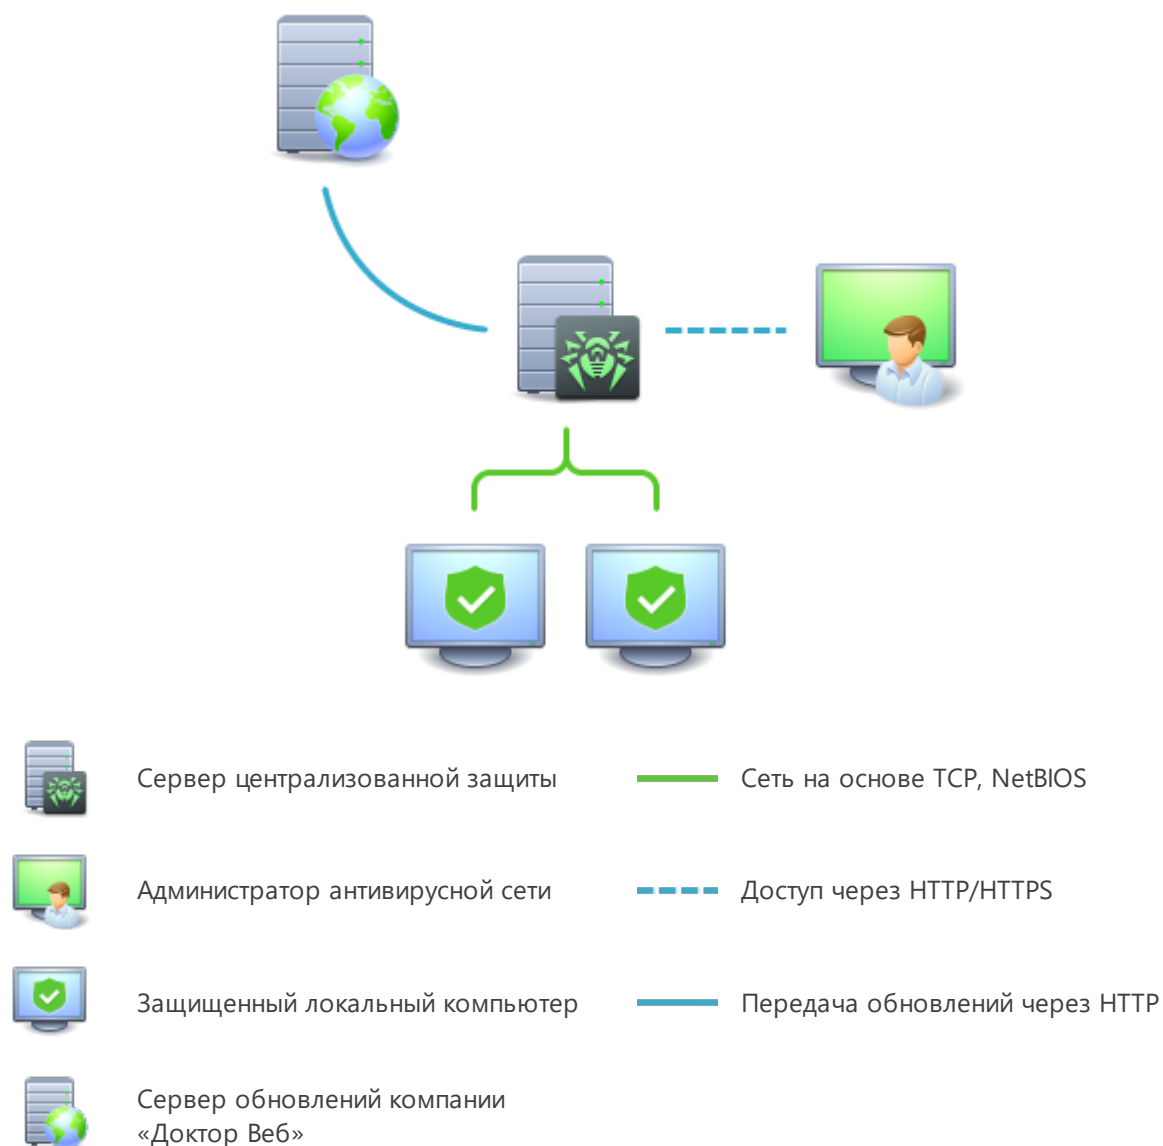 Сервер централизованной защиты
Сеть на основе TCP, NetBIOS
Администратор антивирусной сети
Доступ через HTTP/HTTPS
Защищенный локальный компьютер
Передача обновлений через HTTP
Сервер обновлений компании
«Доктор Веб»